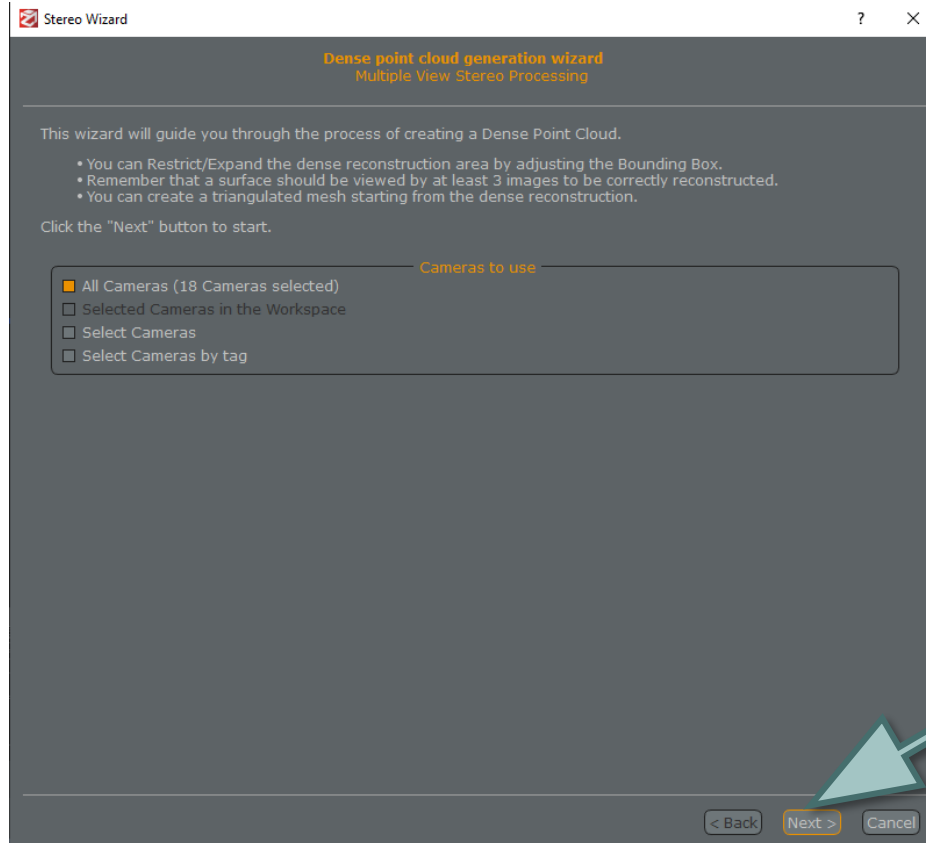 Stereo Wizard
?
Dense point cloud generation wizard
Multiple View Stereo Processing
This wizard will guide you through the process of creating a Dense Point Cloud.
• You can Restrict/Expand the dense reconstruction area by adjusting the Bounding Box.
• Remember that a surface should be viewed by at least 3 images to be correctly reconstructed.
• You can create a triangulated mesh starting from the dense reconstruction.
Click the "Next" button to start.
Cameras to use
All Cameras (18 Cameras selected)
Selected Cameras in the Workspace
Select Cameras
Select Cameras by tag
< Back Next > Cancel